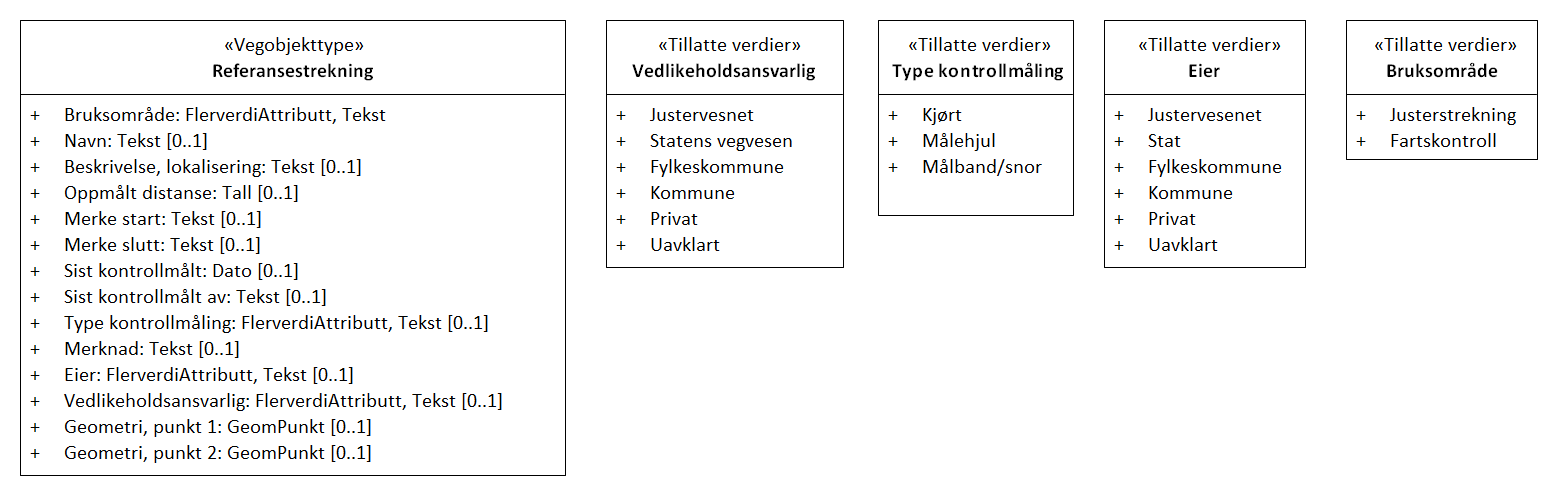 «Vegobjekttype»
Referansestrekning
+ Bruksområde: FlerverdiAttributt, Tekst
+ Navn: Tekst [0..1]
+ Beskrivelse, lokalisering: Tekst [0..1]
+ Oppmålt distanse: Tall [0..1]
+ Merke start: Tekst [0..1]
+ Merke slutt: Tekst [0..1]
+ Sist kontrollmålt: Dato [0..1]
+ Sist kontrollmålt av: Tekst [0..1]
+ Type kontrollmåling: FlerverdiAttributt, Tekst [0..1]
+ Merknad: Tekst [0..1]
+ Eier: FlerverdiAttributt, Tekst [0..1]
+ Vedlikeholdsansvarlig: FlerverdiAttributt, Tekst [0..1]
+ Geometri, punkt 1: GeomPunkt [0..1]
+ Geometri, punkt 2: GeomPunkt [0..1]
«Tillatte verdier»
Vedlikeholdsansvarlig
+ Justervesnet
+ Statens vegvesen
+ Fylkeskommune
+ Kommune
+ Privat
+ Uavklart
«Tillatte verdier»
Type kontrollmåling
+ Kjørt
+ Målehjul
+ Målbånd/snor
«Tillatte verdier»
Eier
+ Justervesenet
+ Stat
+ Fylkeskommune
+ Kommune
+ Privat
+ Uavklart
«Tillatte verdier»
Bruksområde
+ Justerstrekning
+ Fartskontroll